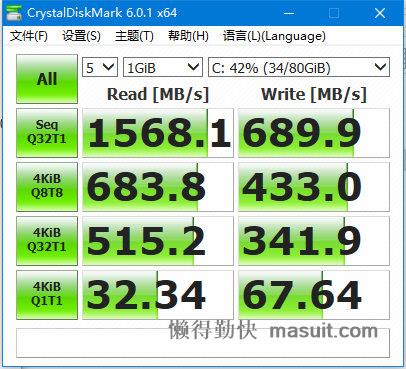 CrystalDiskMark 6.0.1 x64
文件(F) 设置(S) 主题(T) 帮助(H) 语言(L)(Language)
All 5 1GiB C: 42% (34/80GiB)
Read [MB/s] Write [MB/s]
Seq Q32T1 1568.1 689.9
4KiB Q8T8 683.8 433.0
4KiB Q32T1 515.2 341.9
4KiB Q1T1 32.34 67.64
懒得勤快 masuit.com